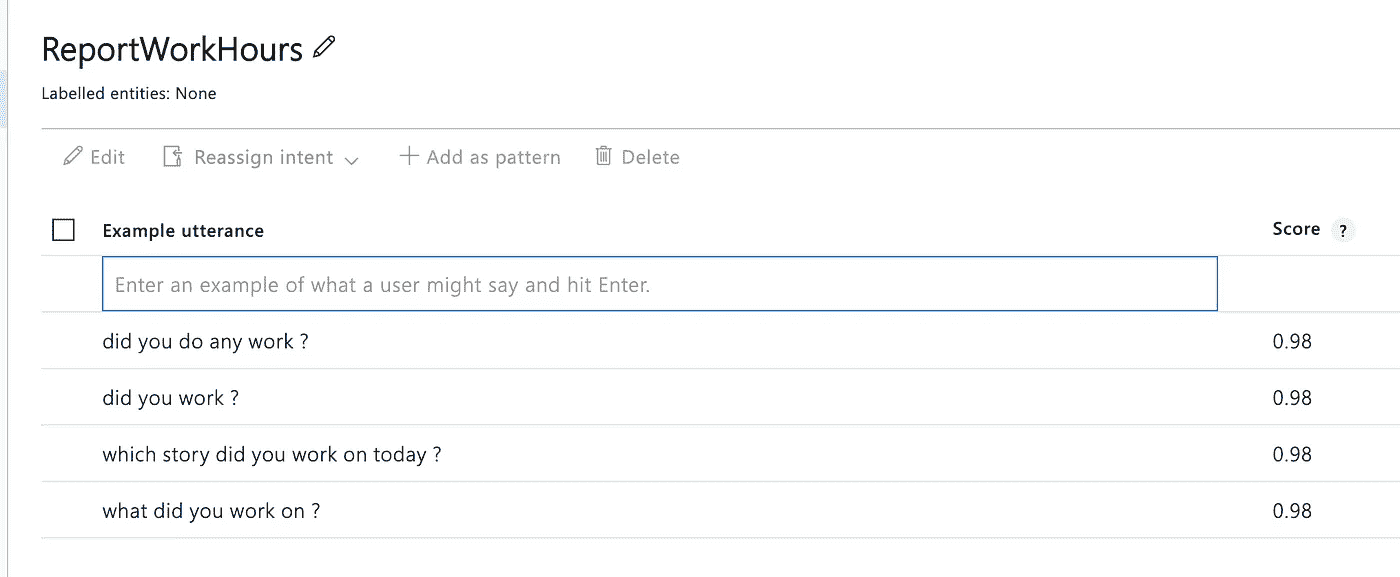 ReportWorkHours
Labelled entities: None
Edit Reassign intent Add as pattern Delete
Example utterance Score ?
Enter an example of what a user might say and hit Enter.
did you do any work ? 0.98
did you work ? 0.98
which story did you work on today ? 0.98
what did you work on ? 0.98